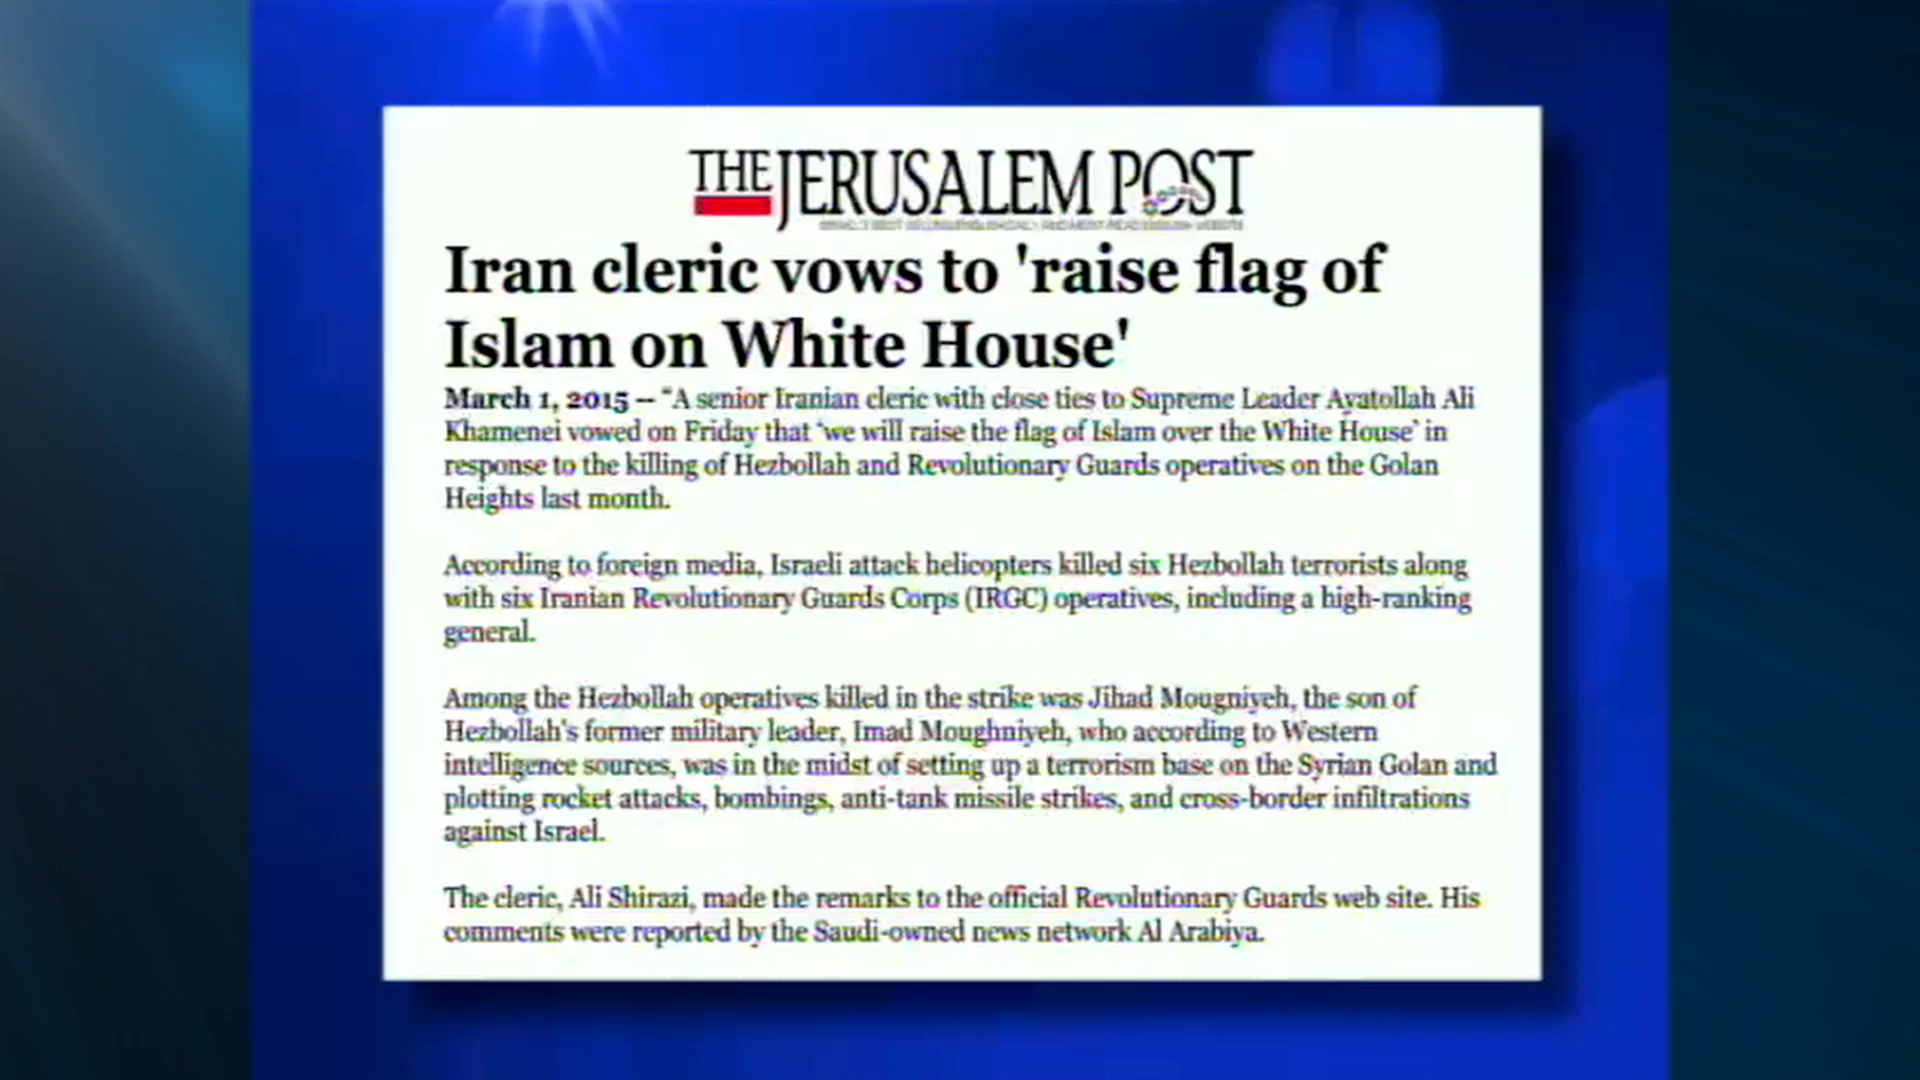 THE JERUSALEM POST
Iran cleric vows to 'raise flag of
Islam on White House'
March 1, 2015 – "A senior Iranian cleric with close ties to Supreme Leader Ayatollah Ali
Khamenei vowed on Friday that 'we will raise the flag of Islam over the White House' in
response to the killing of Hezbollah and Revolutionary Guards operatives on the Golan
Heights last month.
According to foreign media, Israeli attack helicopters killed six Hezbollah terrorists along
with six Iranian Revolutionary Guards Corps (IRGC) operatives, including a high-ranking
general.
Among the Hezbollah operatives killed in the strike was Jihad Mougniyeh, the son of
Hezbollah's former military leader, Imad Moughniyeh, who according to Western
intelligence sources, was in the midst of setting up a terrorism base on the Syrian Golan and
plotting rocket attacks, bombings, anti-tank missile strikes, and cross-border infiltrations
against Israel.
The cleric, Ali Shirazi, made the remarks to the official Revolutionary Guards web site. His
comments were reported by the Saudi-owned news network Al Arabiya.